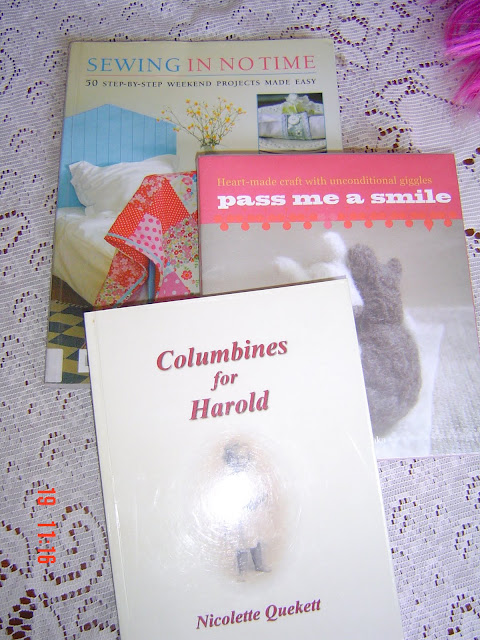 SEWING IN NO TIME
50 STEP-BY-STEP WEEKEND PROJECTS MADE EASY
Heart-made craft with unconditional giggles
pass me a smile
Columbines
for
Harold
Nicolette Quekett
19 11:16